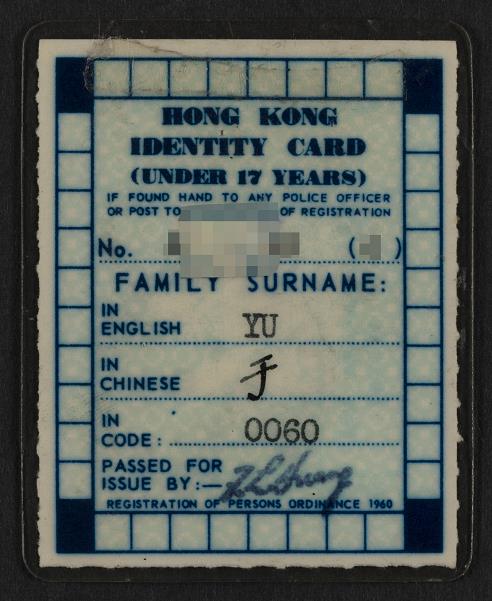 HONG KONG
IDENTITY CARD
(UNDER 17 YEARS)
IF FOUND HAND TO ANY POLICE OFFICER
OR POST TO OF REGISTRATION
No. ( )
FAMILY SURNAME:
IN
ENGLISH YU
IN
CHINESE 于
IN
CODE: 0060
PASSED FOR
ISSUE BY:—
REGISTRATION OF PERSONS ORDINANCE 1960